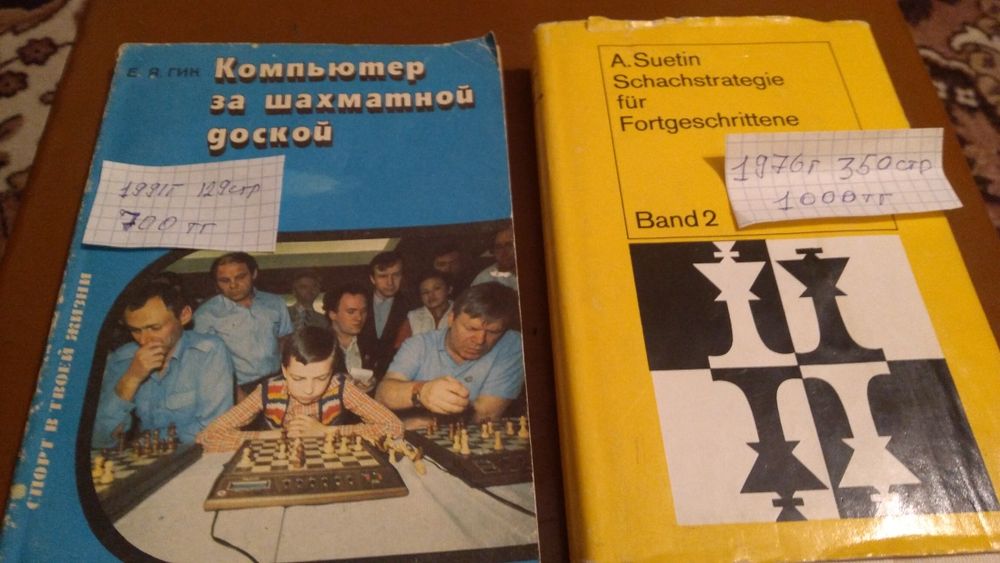 Е. Я. ГИК Компьютер
за шахматной
доской
1991г 129стр
700 тг
СПОРТ В ТВОЕЙ ЖИЗНИ
A. Suetin
Schachstrategie
für
Fortgeschrittene
1976г 350стр
1000тг
Band 2